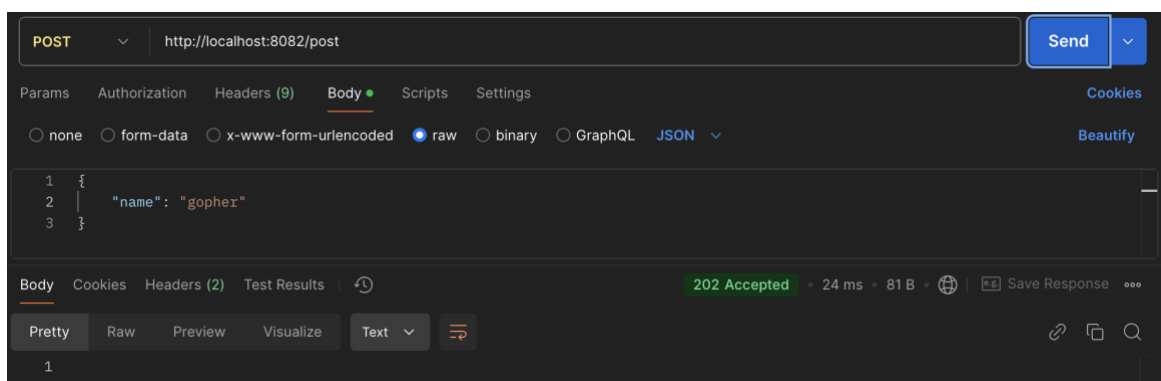 POST http://localhost:8082/post Send
Params Authorization Headers (9) Body Scripts Settings Cookies
none form-data x-www-form-urlencoded raw binary GraphQL JSON Beautify
1 {
2 "name": "gopher"
3 }
Body Cookies Headers (2) Test Results 202 Accepted • 24 ms • 81 B • e.g. Save Response
Pretty Raw Preview Visualize Text
1